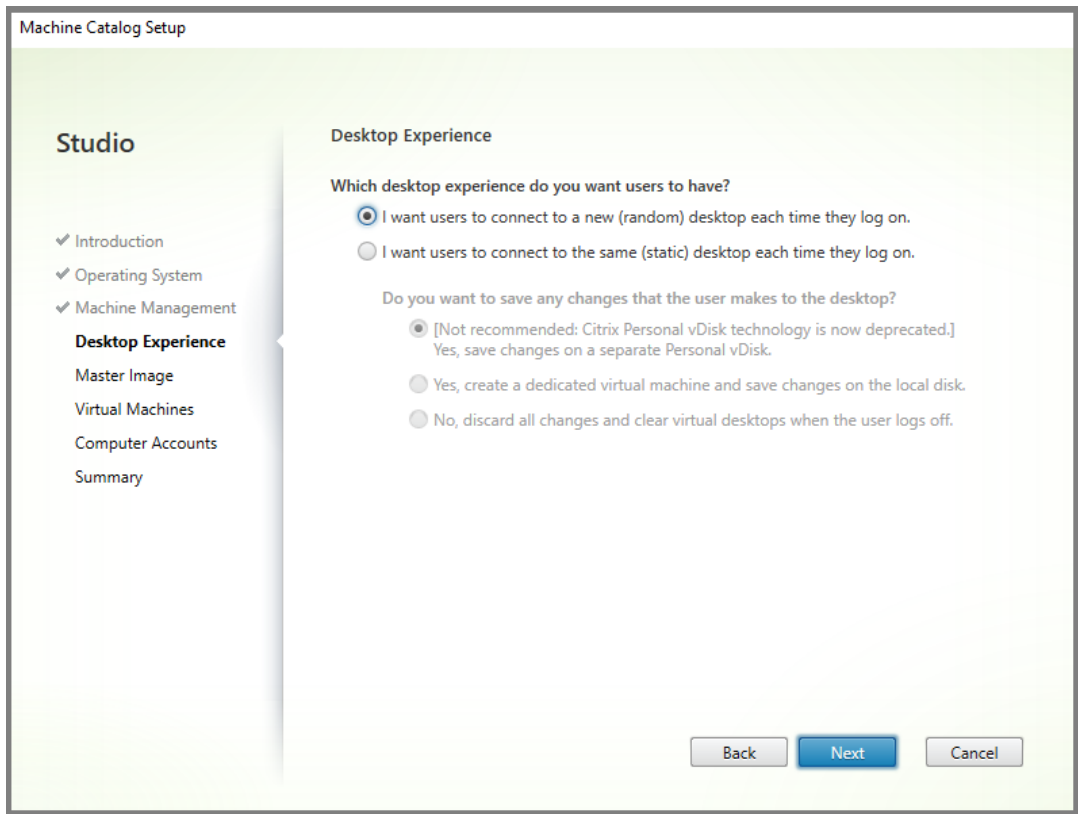 Machine Catalog Setup
Studio
Introduction
Operating System
Machine Management
Desktop Experience
Master Image
Virtual Machines
Computer Accounts
Summary
Desktop Experience
Which desktop experience do you want users to have?
I want users to connect to a new (random) desktop each time they log on.
I want users to connect to the same (static) desktop each time they log on.
Do you want to save any changes that the user makes to the desktop?
[Not recommended: Citrix Personal vDisk technology is now deprecated.]
Yes, save changes on a separate Personal vDisk.
Yes, create a dedicated virtual machine and save changes on the local disk.
No, discard all changes and clear virtual desktops when the user logs off.
Back
Next
Cancel